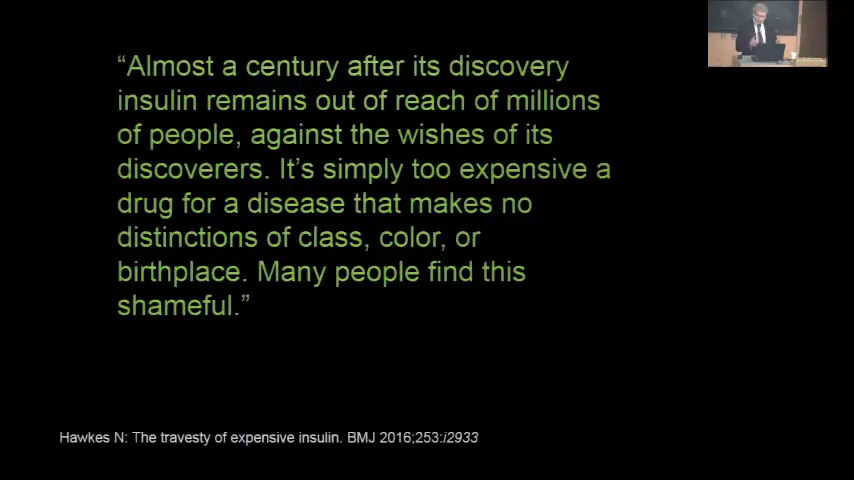 “Almost a century after its discovery
insulin remains out of reach of millions
of people, against the wishes of its
discoverers. It’s simply too expensive a
drug for a disease that makes no
distinctions of class, color, or
birthplace. Many people find this
shameful.”
Hawkes N: The travesty of expensive insulin. BMJ 2016;253:i2933